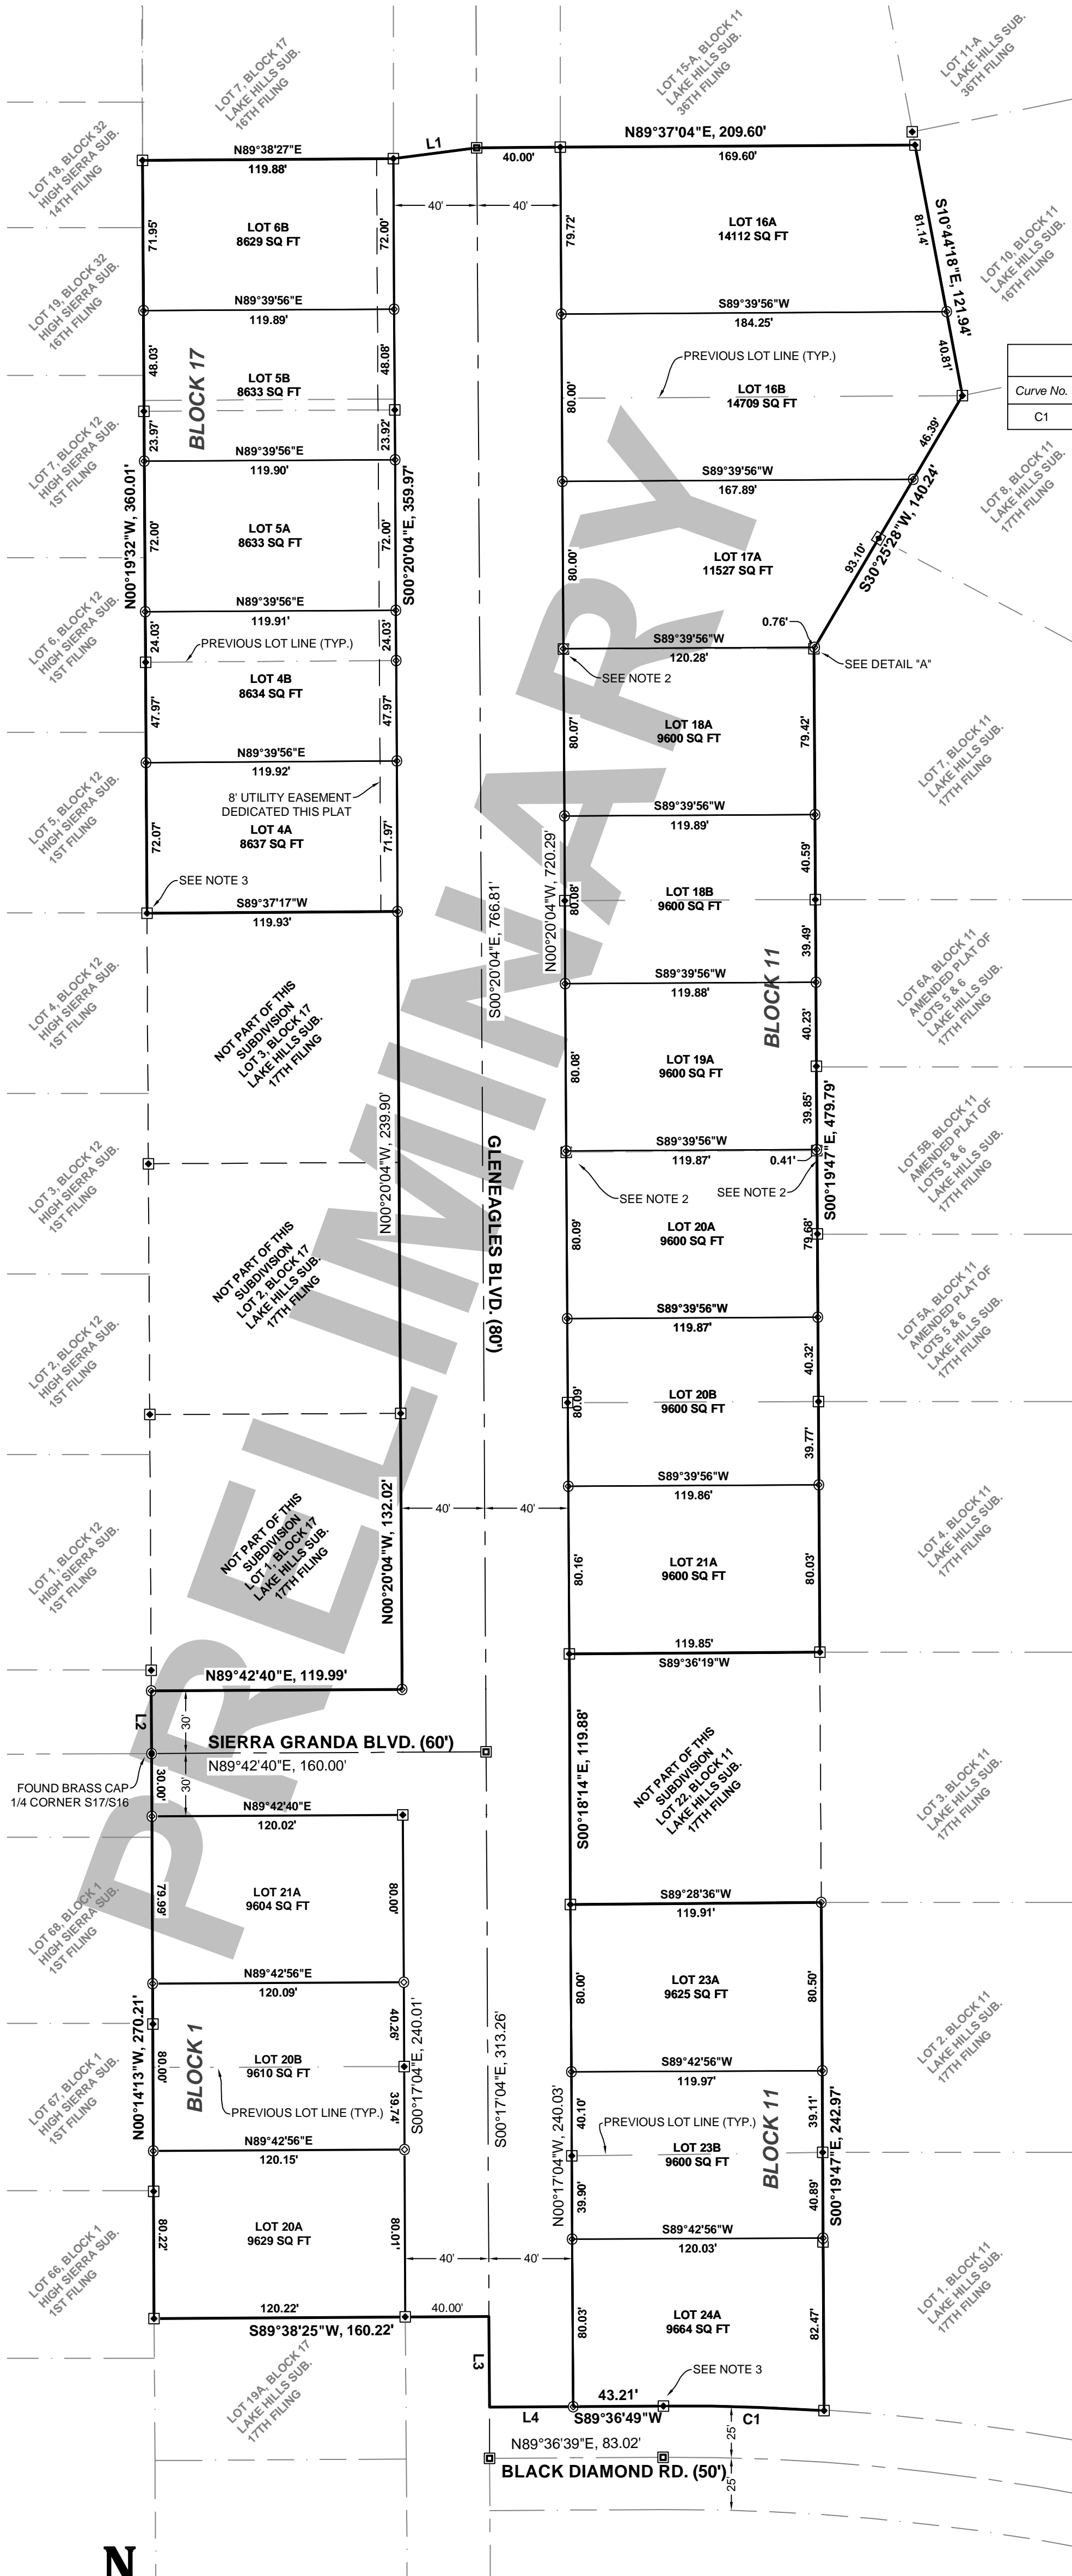 LOT 7, BLOCK 17
LAKE HILLS SUB.
16TH FILING
LOT 15-A, BLOCK 11
LAKE HILLS SUB.
36TH FILING
LOT 11-A
LAKE HILLS SUB.
36TH FILING
LOT 18, BLOCK 32
HIGH SIERRA SUB.
14TH FILING
N89°38'27"E
119.88'
L1
40.00'
N89°37'04"E, 209.60'
169.60'
40'
40'
71.95'
LOT 6B
8629 SQ FT
72.00'
79.72'
LOT 16A
14112 SQ FT
81.14'
S10°44'18"E, 121.94'
LOT 10, BLOCK 11
LAKE HILLS SUB.
16TH FILING
LOT 19, BLOCK 32
HIGH SIERRA SUB.
16TH FILING
N89°39'56"E
119.89'
S89°39'56"W
184.25'
48.03'
BLOCK 17
LOT 5B
8633 SQ FT
48.08'
PREVIOUS LOT LINE (TYP.)
80.00'
LOT 16B
14709 SQ FT
40.81'
Curve No.
C1
LOT 7, BLOCK 12
HIGH SIERRA SUB.
1ST FILING
23.97'
23.92'
N89°39'56"E
119.90'
46.39'
S89°39'56"W
167.89'
LOT 8, BLOCK 11
LAKE HILLS SUB.
17TH FILING
N00°19'32"W, 360.01'
72.00'
LOT 5A
8633 SQ FT
72.00'
S00°20'04"E, 359.97'
80.00'
LOT 17A
11527 SQ FT
93.10'
S30°25'28"W, 140.24'
LOT 6, BLOCK 12
HIGH SIERRA SUB.
1ST FILING
N89°39'56"E
119.91'
24.03'
PREVIOUS LOT LINE (TYP.)
24.03'
0.76'
S89°39'56"W
120.28'
SEE DETAIL "A"
SEE NOTE 2
LOT 4B
8634 SQ FT
47.97'
47.97'
80.07'
LOT 18A
9600 SQ FT
79.42'
LOT 7, BLOCK 11
LAKE HILLS SUB.
17TH FILING
LOT 5, BLOCK 12
HIGH SIERRA SUB.
1ST FILING
N89°39'56"E
119.92'
8' UTILITY EASEMENT
DEDICATED THIS PLAT
72.07'
LOT 4A
8637 SQ FT
71.97'
S89°39'56"W
119.89'
40.59'
SEE NOTE 3
S89°37'17"W
119.93'
S00°20'04"E, 766.81'
N00°20'04"W, 720.29'
80.08'
LOT 18B
9600 SQ FT
39.49'
LOT 4, BLOCK 12
HIGH SIERRA SUB.
1ST FILING
NOT PART OF THIS
SUBDIVISION
LOT 3, BLOCK 17
LAKE HILLS SUB.
17TH FILING
S89°39'56"W
119.88'
BLOCK 11
LOT 6A, BLOCK 11
AMENDED PLAT OF
LOTS 5 & 6
LAKE HILLS SUB.
17TH FILING
40.23'
80.08'
LOT 19A
9600 SQ FT
39.85'
N00°20'04"W, 239.90'
LOT 3, BLOCK 12
HIGH SIERRA SUB.
1ST FILING
S89°39'56"W
119.87'
0.41'
SEE NOTE 2
SEE NOTE 2
S00°19'47"E, 479.79'
LOT 5B, BLOCK 11
AMENDED PLAT OF
LOTS 5 & 6
LAKE HILLS SUB.
17TH FILING
PRELIMINARY
GLENEAGLES BLVD. (80')
NOT PART OF THIS
SUBDIVISION
LOT 2, BLOCK 17
LAKE HILLS SUB.
17TH FILING
80.09'
LOT 20A
9600 SQ FT
79.68'
LOT 2, BLOCK 12
HIGH SIERRA SUB.
1ST FILING
S89°39'56"W
119.87'
40.32'
LOT 5A, BLOCK 11
AMENDED PLAT OF
LOTS 5 & 6
LAKE HILLS SUB.
17TH FILING
80.09'
LOT 20B
9600 SQ FT
39.77'
S89°39'56"W
119.86'
40'
40'
LOT 1, BLOCK 12
HIGH SIERRA SUB.
1ST FILING
NOT PART OF THIS
SUBDIVISION
LOT 1, BLOCK 17
LAKE HILLS SUB.
17TH FILING
N00°20'04"W, 132.02'
80.16'
LOT 21A
9600 SQ FT
80.03'
LOT 4, BLOCK 11
LAKE HILLS SUB.
17TH FILING
119.85'
S89°36'19"W
N89°42'40"E, 119.99'
L2
30'
SIERRA GRANDA BLVD. (60')
N89°42'40"E, 160.00'
FOUND BRASS CAP
1/4 CORNER S17/S16
30.00'
30'
S00°18'14"E, 119.88'
NOT PART OF THIS
SUBDIVISION
LOT 22, BLOCK 11
LAKE HILLS SUB.
17TH FILING
LOT 3, BLOCK 11
LAKE HILLS SUB.
17TH FILING
N89°42'40"E
120.02'
79.99'
LOT 21A
9604 SQ FT
80.00'
S89°28'36"W
119.91'
LOT 68, BLOCK 1
HIGH SIERRA SUB.
1ST FILING
N89°42'56"E
120.09'
80.00'
LOT 23A
9625 SQ FT
80.50'
N00°14'13"W, 270.21'
80.00'
BLOCK 1
LOT 20B
9610 SQ FT
PREVIOUS LOT LINE (TYP.)
40.26'
39.74'
S00°17'04"E, 240.01'
S00°17'04"E, 313.26'
LOT 2, BLOCK 11
LAKE HILLS SUB.
17TH FILING
LOT 67, BLOCK 1
HIGH SIERRA SUB.
1ST FILING
S89°42'56"W
119.97'
N00°17'04"W, 240.03'
40.10'
PREVIOUS LOT LINE (TYP.)
39.90'
LOT 23B
9600 SQ FT
BLOCK 11
39.11'
40.89'
S00°19'47"E, 242.97'
N89°42'56"E
120.15'
80.22'
LOT 20A
9629 SQ FT
80.01'
LOT 66, BLOCK 1
HIGH SIERRA SUB.
1ST FILING
S89°42'56"W
120.03'
40'
40'
80.03'
LOT 24A
9664 SQ FT
82.47'
LOT 1, BLOCK 11
LAKE HILLS SUB.
17TH FILING
120.22'
S89°38'25"W, 160.22'
40.00'
L3
LOT 19A, BLOCK 17
LAKE HILLS SUB.
17TH FILING
SEE NOTE 3
43.21'
L4
S89°36'49"W
C1
25'
N89°36'39"E, 83.02'
BLACK DIAMOND RD. (50')
25'
N